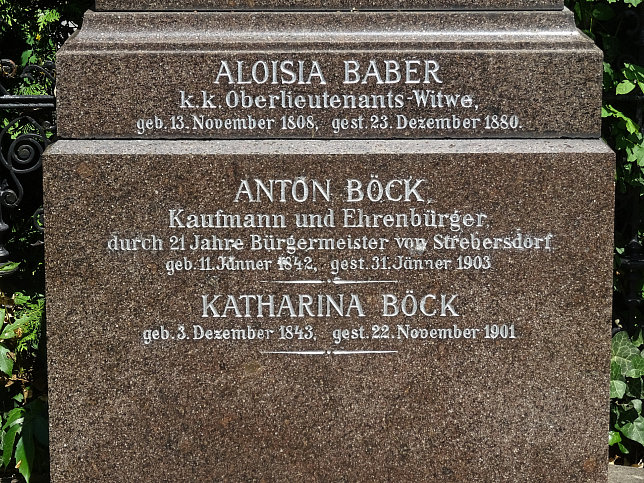 ALOISIA BABER
k.k. Oberlieutenants-Witwe,
geb. 13. November 1808, gest. 23. Dezember 1880.
ANTON BÖCK,
Kaufmann und Ehrenbürger,
durch 21 Jahre Bürgermeister von Strebersdorf,
geb. 11. Jänner 1842, gest. 31. Jänner 1903
KATHARINA BÖCK
geb. 3. Dezember 1843, gest. 22. November 1901